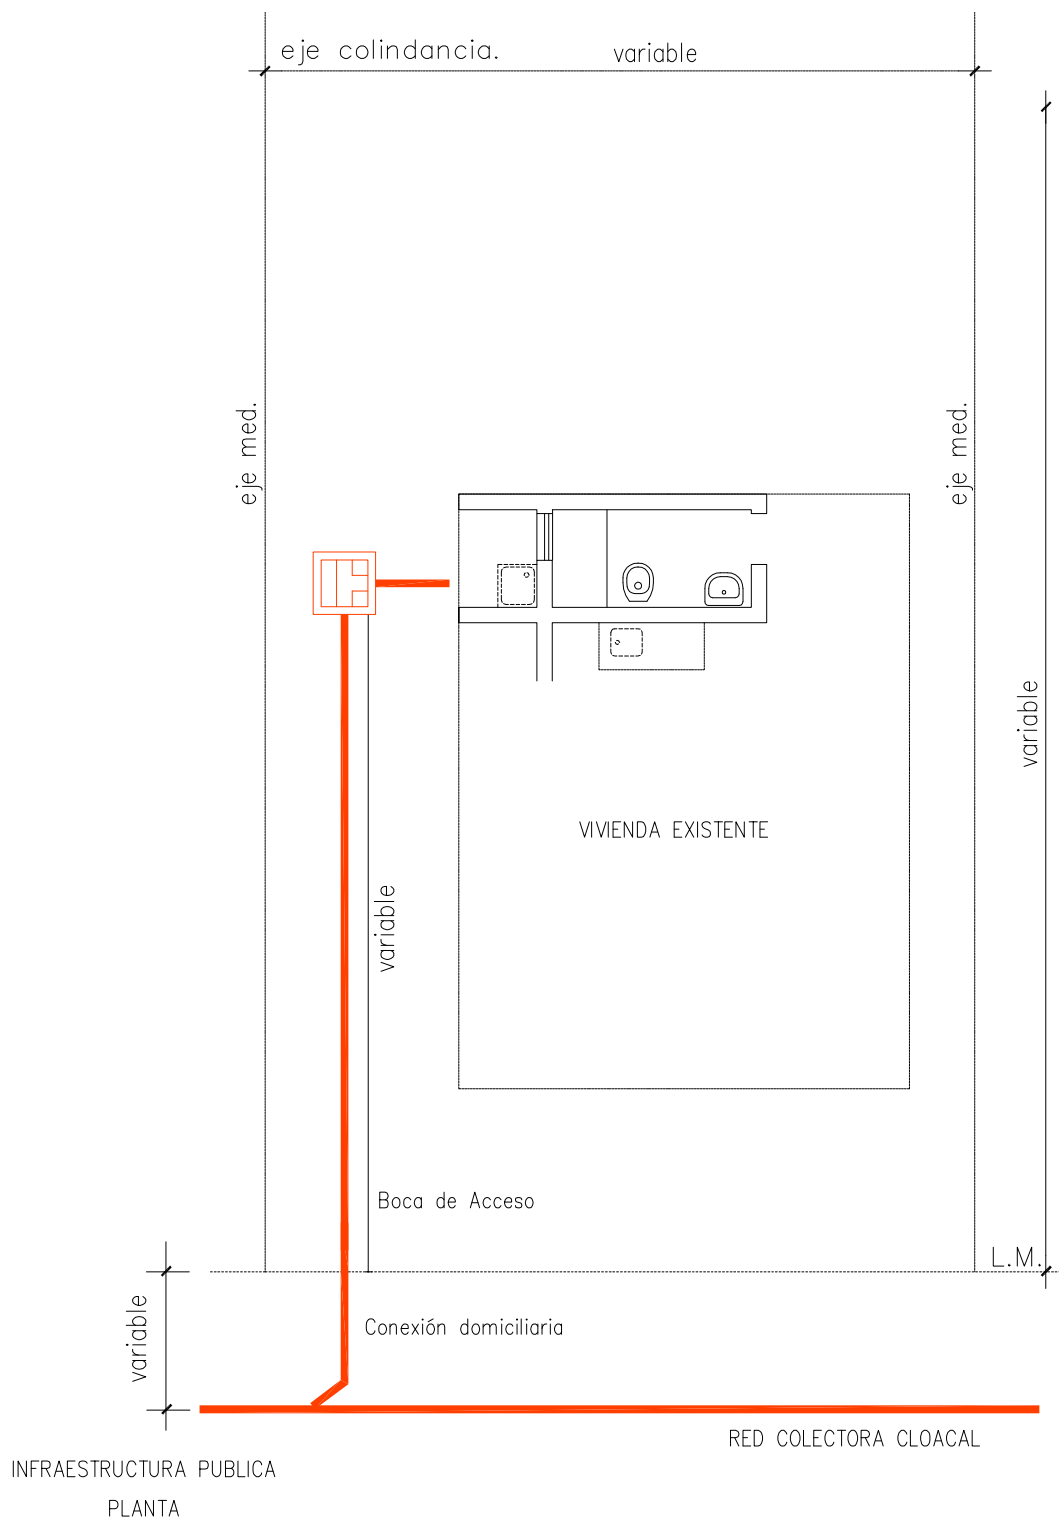 eje colindancia.
variable
eje med.
eje med.
variable
VIVIENDA EXISTENTE
variable
Boca de Acceso
L.M.
variable
Conexión domiciliaria
RED COLECTORA CLOACAL
INFRAESTRUCTURA PUBLICA
PLANTA